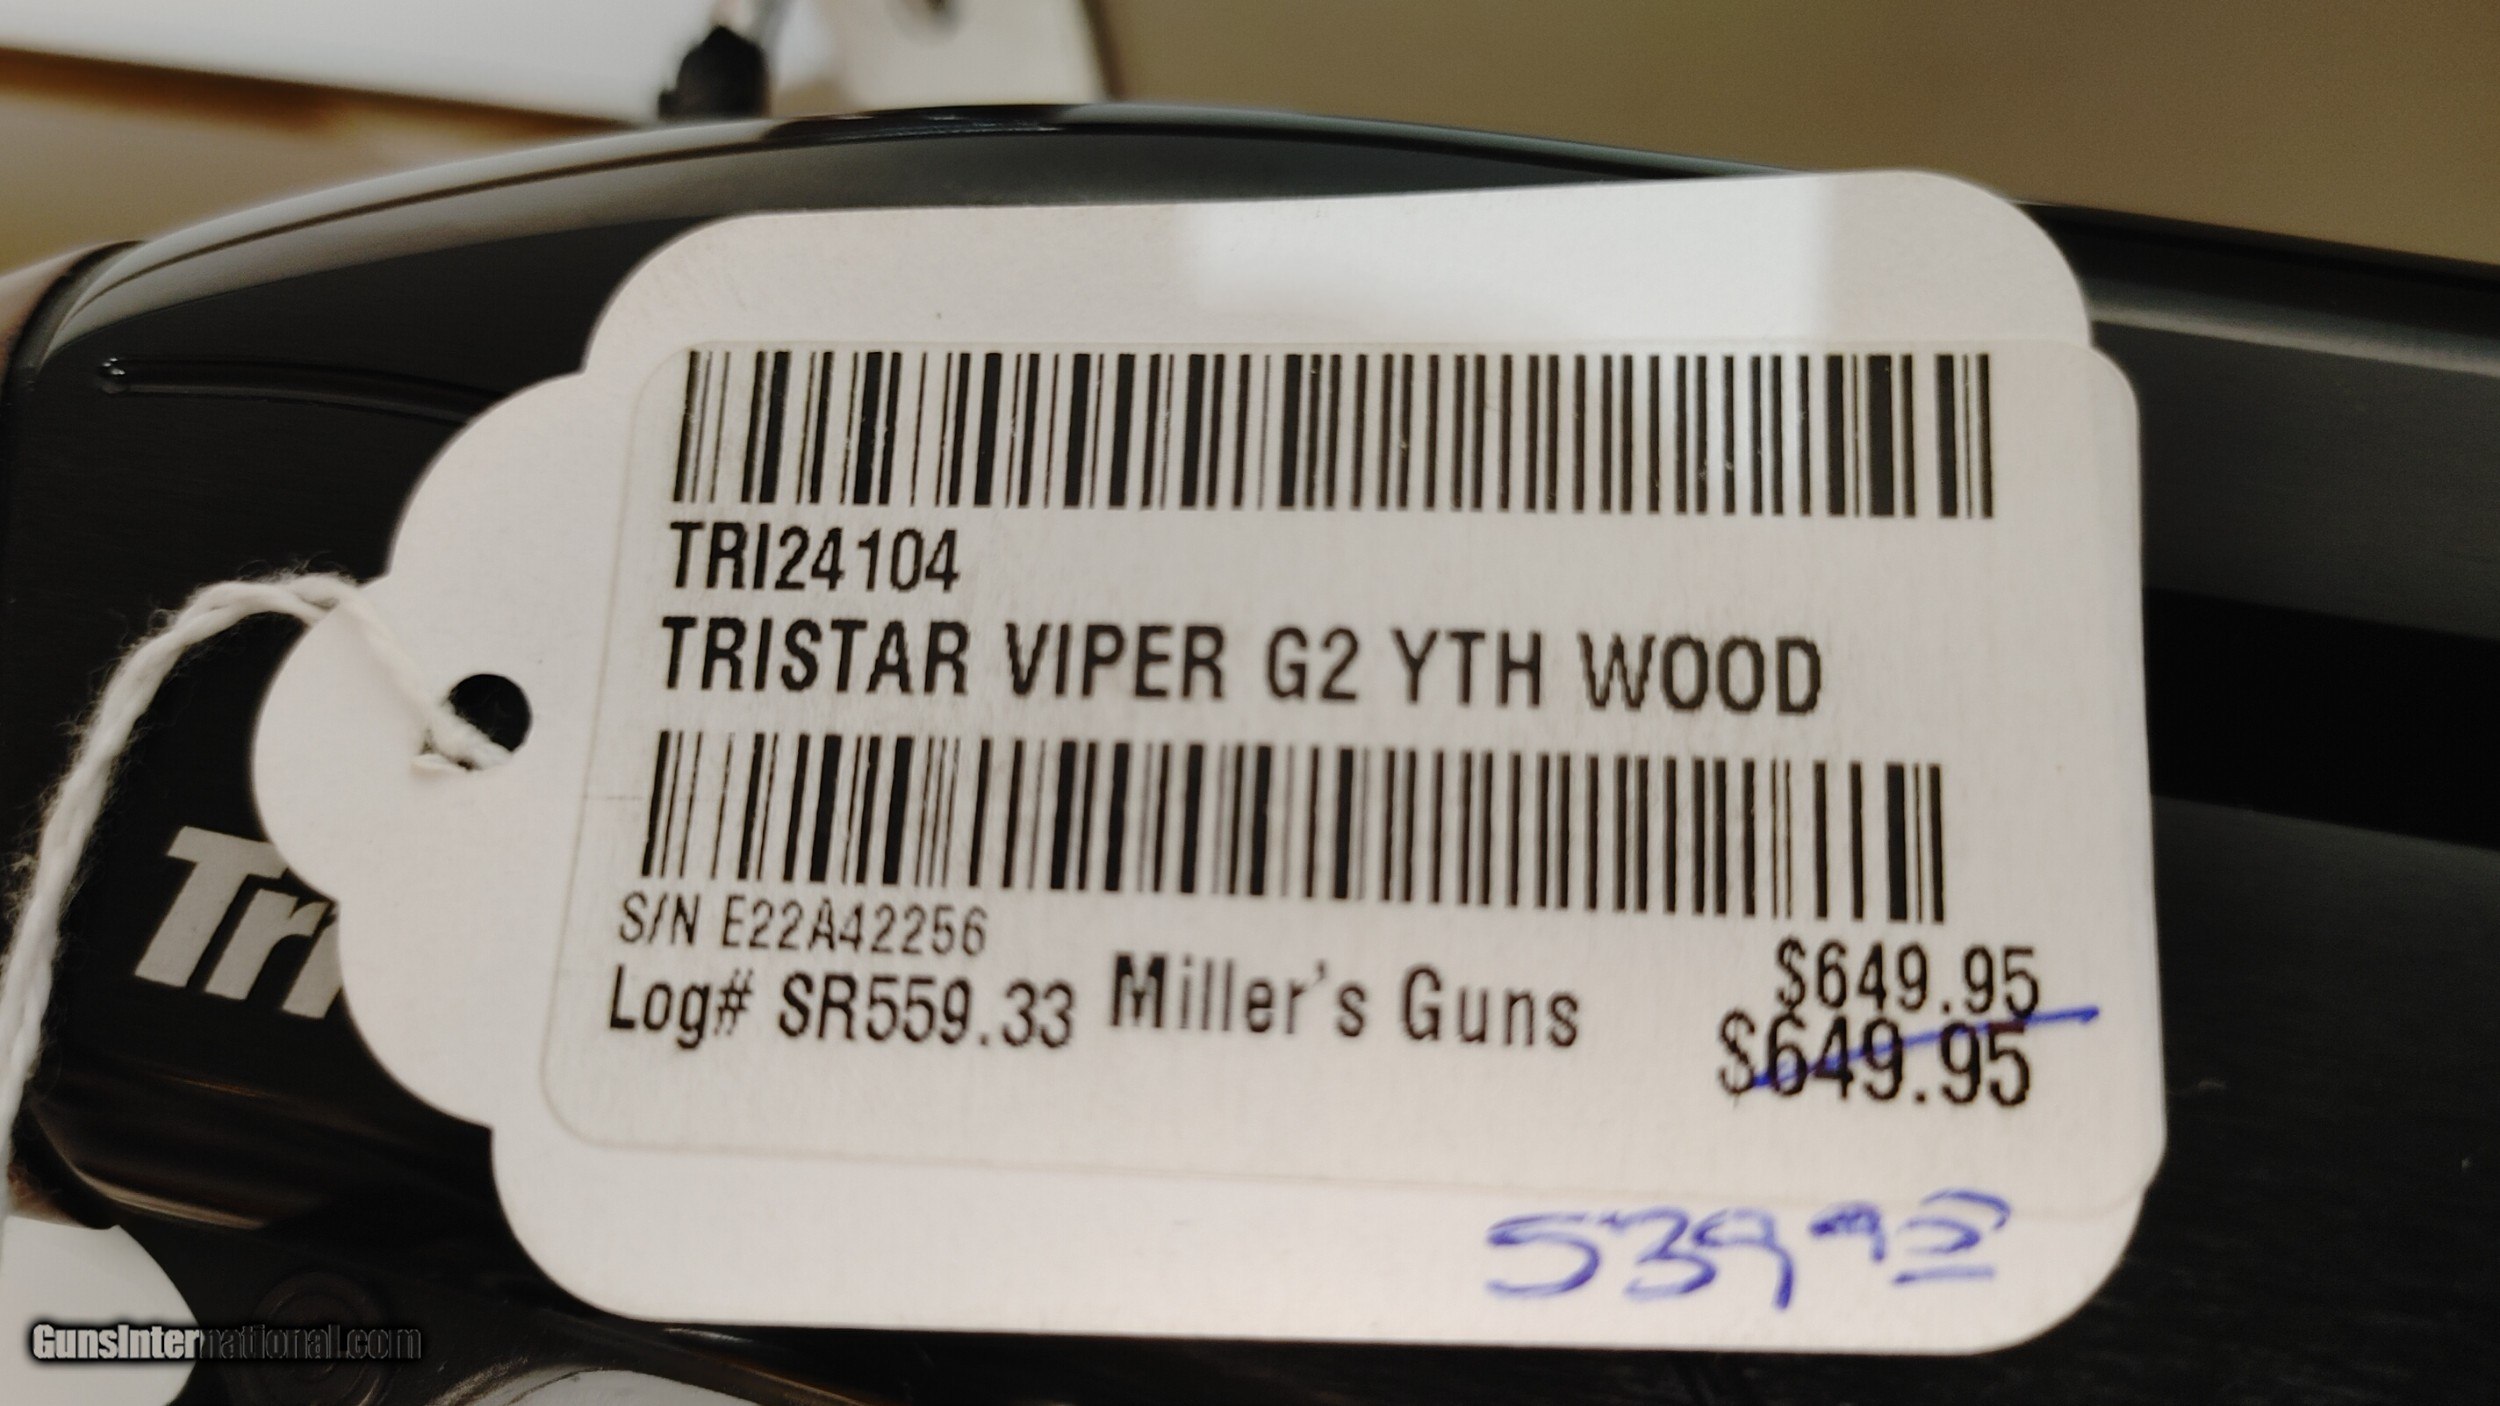 TRI24104
TRISTAR VIPER G2 YTH WOOD
S/N E22A42256
Log# SR559.33 Miller's Guns
$649.95
$649.95
539 95
Tri
GunsInternational.com